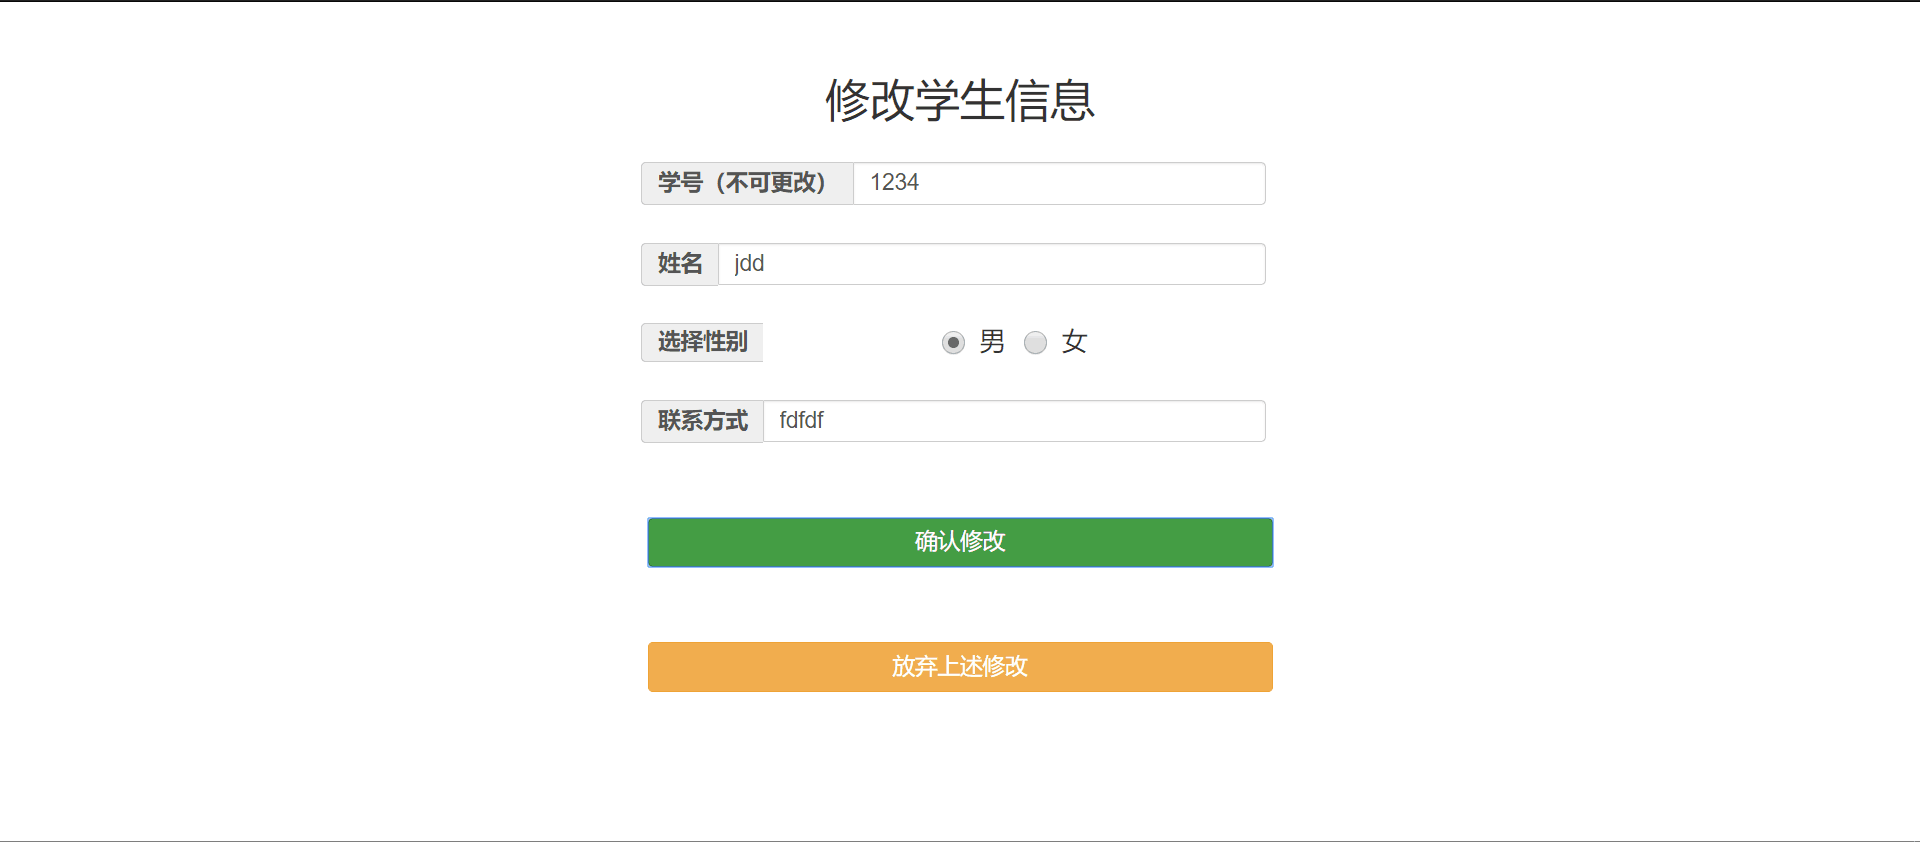 修改学生信息
学号（不可更改） 1234
姓名 jdd
选择性别 男 女
联系方式 fdfdf
确认修改
放弃上述修改